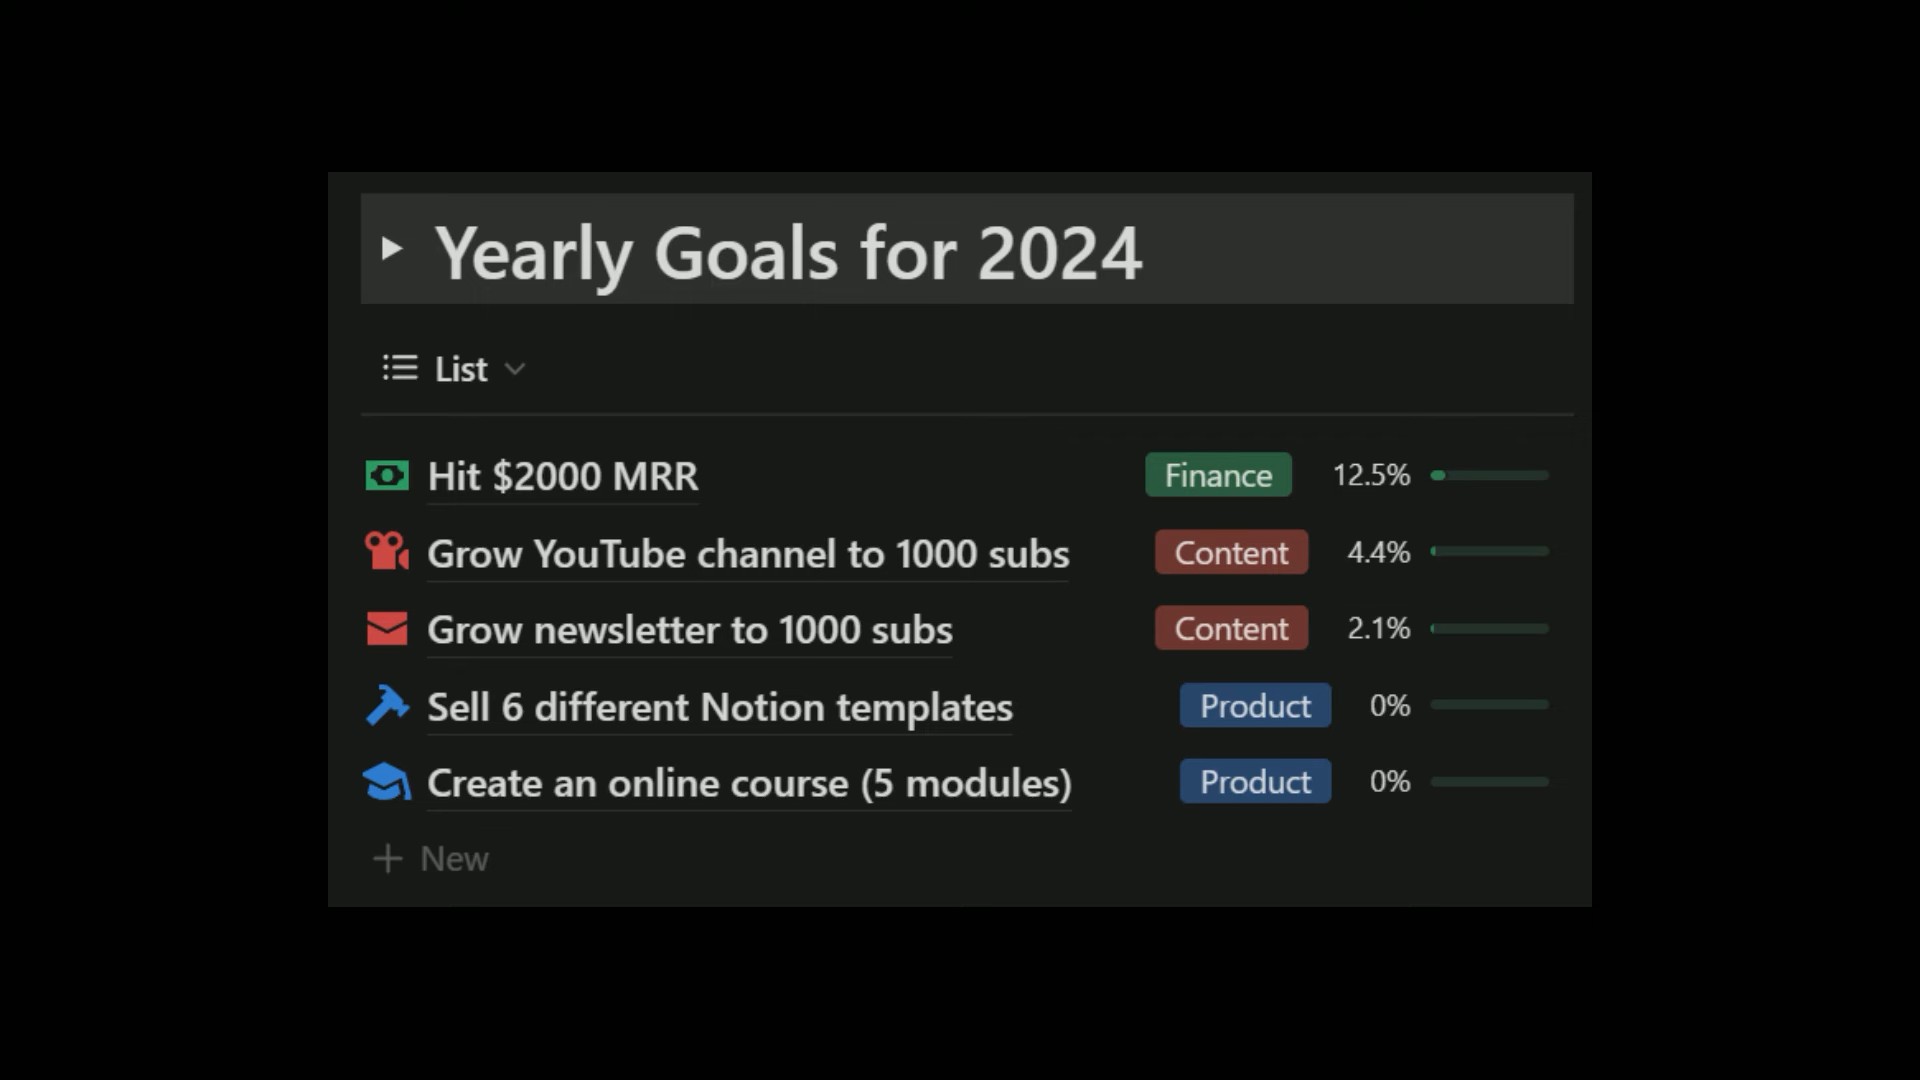 Yearly Goals for 2024
List
Hit $2000 MRR Finance 12.5%
Grow YouTube channel to 1000 subs Content 4.4%
Grow newsletter to 1000 subs Content 2.1%
Sell 6 different Notion templates Product 0%
Create an online course (5 modules) Product 0%
+ New